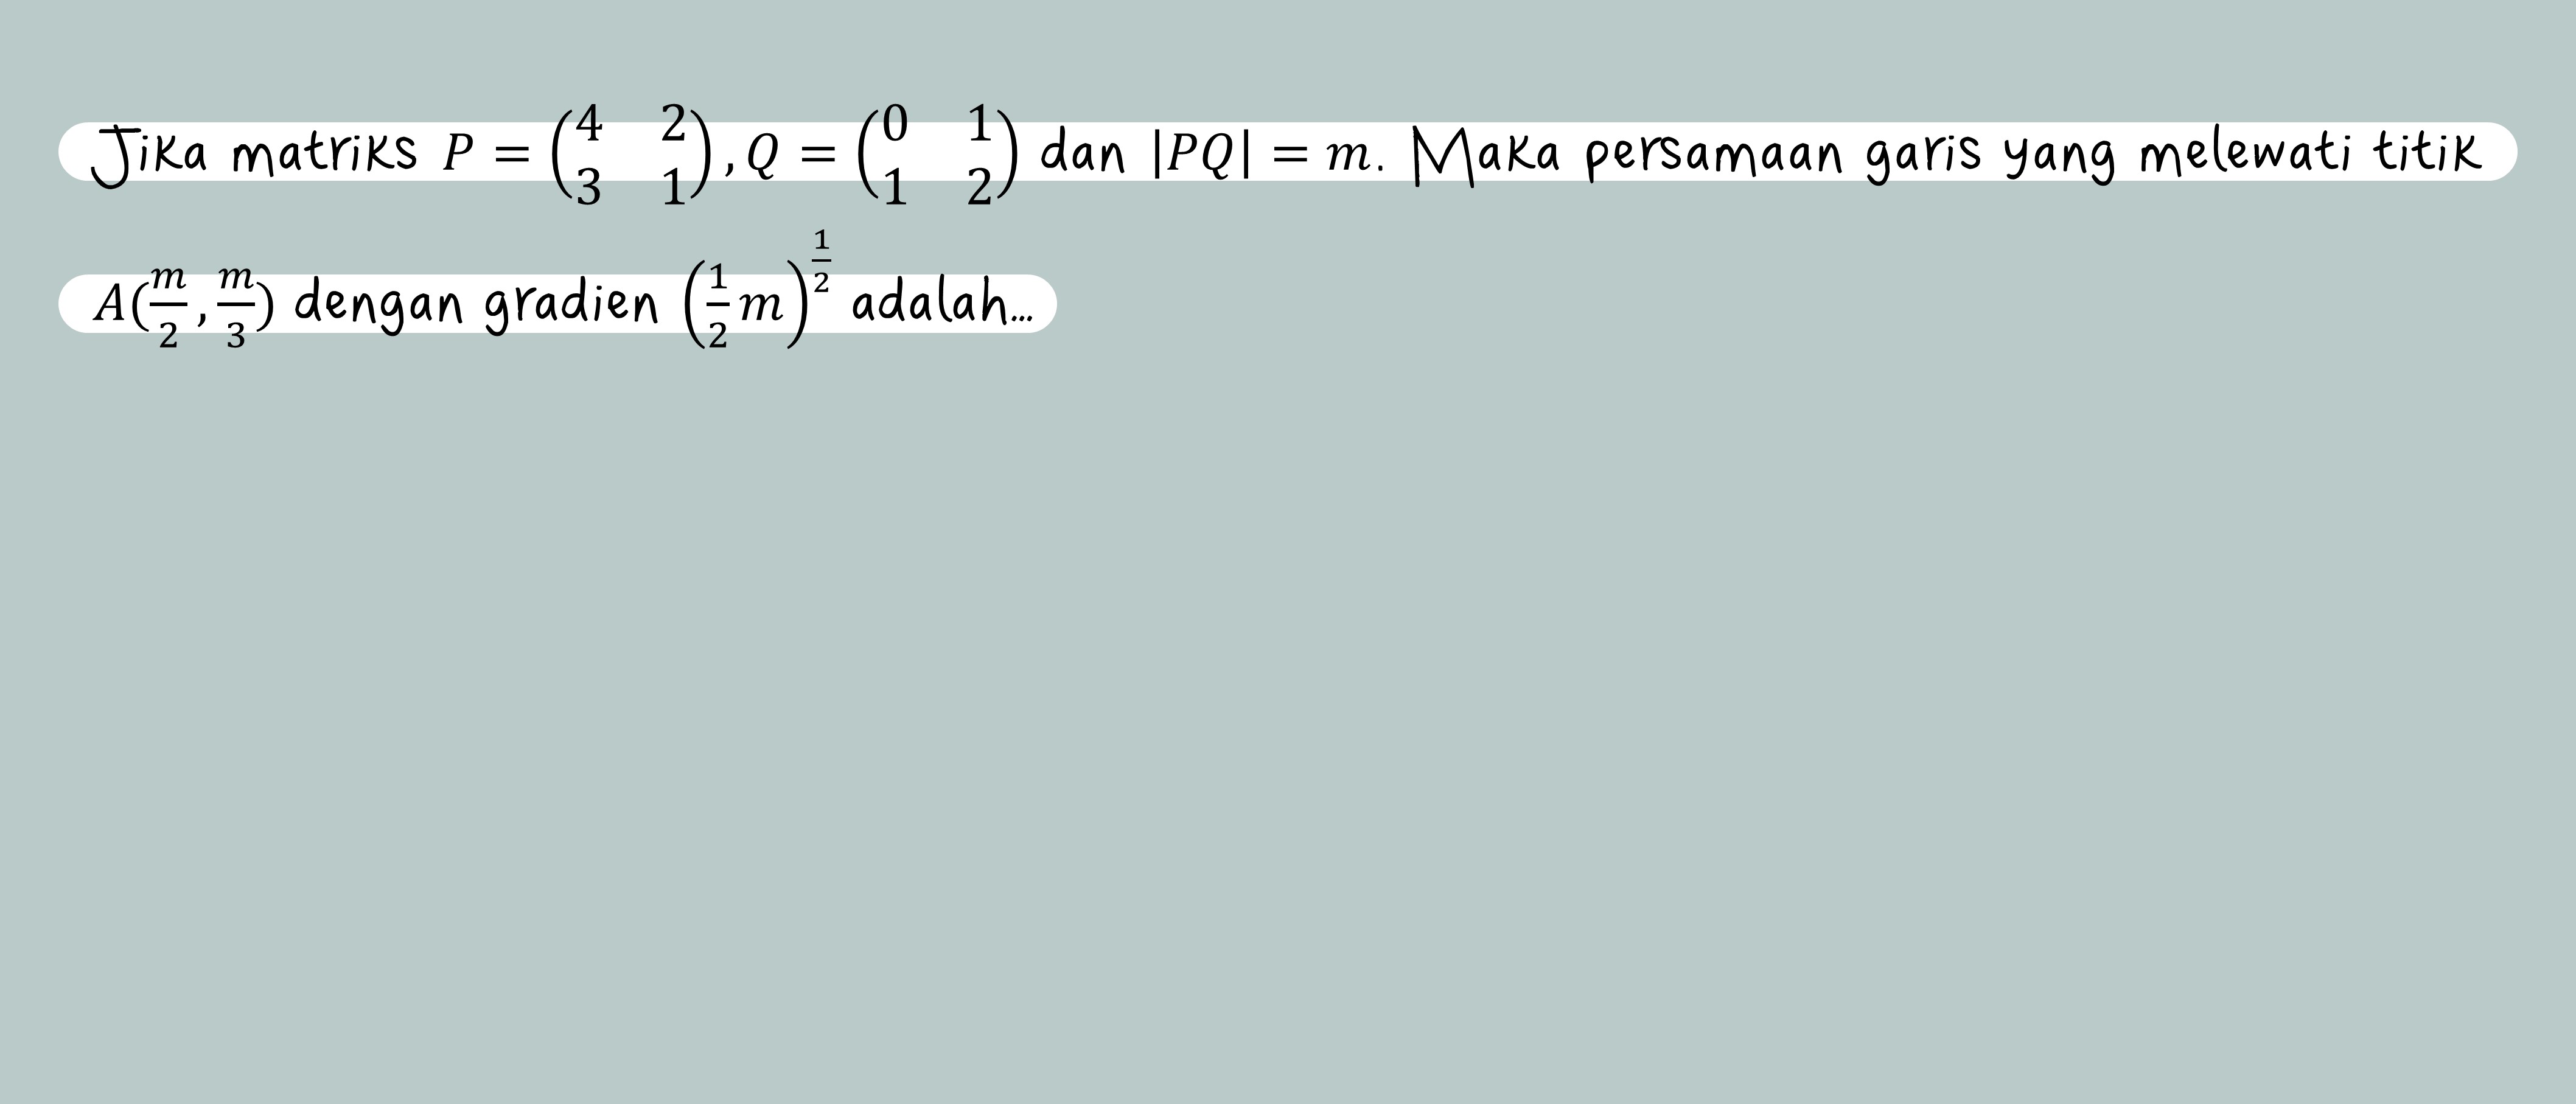 Jika matriks $P = \begin{pmatrix} 4 & 2 \\ 3 & 1 \end{pmatrix}, Q = \begin{pmatrix} 0 & 1 \\ 1 & 2 \end{pmatrix}$ dan $|PQ| = m$. Maka persamaan garis yang melewati titik
$A(\frac{m}{2}, \frac{m}{3})$ dengan gradien $\left(\frac{1}{2}m\right)^{\frac{1}{2}}$ adalah...